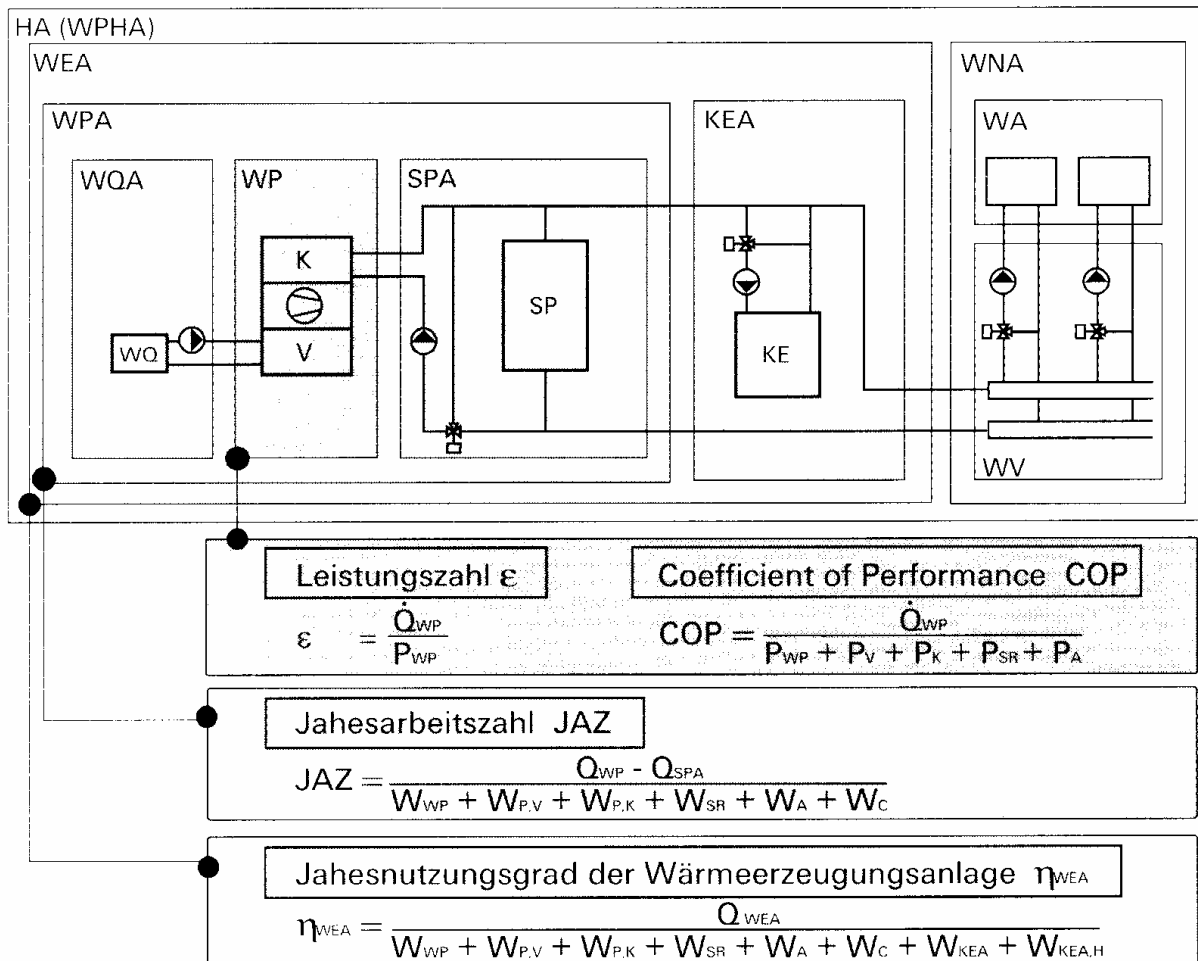 HA (WPHA)
WEA
WNA
WPA
KEA
WA
WQA
WP
SPA
K
SP
V
WQ
KE
WV
Leistungszahl ε
Coefficient of Performance COP
ε = Q̇WP / PWP
COP = Q̇WP / PWP + PV + PK + PSR + PA
Jahesarbeitszahl JAZ
JAZ = QWP - QSPA / WWP + WP,V + WP,K + WSR + WA + WC
Jahesnutzungsgrad der Wärmeerzeugungsanlage ηWEA
ηWEA = QWEA / WWP + WP,V + WP,K + WSR + WA + WC + WKEA + WKEA,H